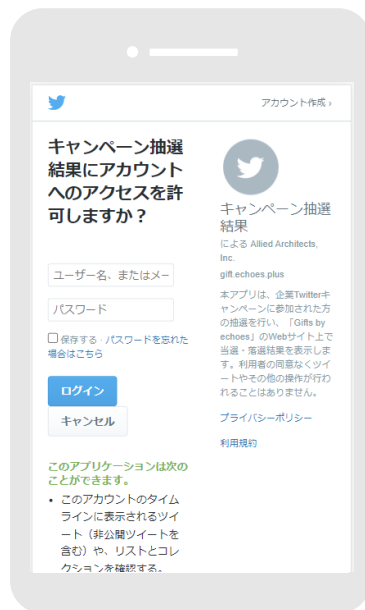 アカウント作成 ›
キャンペーン抽選
結果にアカウント
へのアクセスを許
可しますか？
ユーザー名、またはメー
パスワード
保存する · パスワードを忘れた
場合はこちら
ログイン
キャンセル
このアプリケーションは次の
ことができます。
• このアカウントのタイム
ラインに表示されるツイ
ート（非公開ツイートを
含む）や、リストとコレ
クションを確認する。
キャンペーン抽選
結果
による Allied Architects,
Inc.
gift.echoes.plus
本アプリは、企業Twitterキ
ャンペーンに参加された方
の抽選を行い、「Gifts by
echoes」のWebサイト上で
当選・落選結果を表示しま
す。利用者の同意なくツイ
ートやその他の操作が行わ
れることはありません。
プライバシーポリシー
利用規約